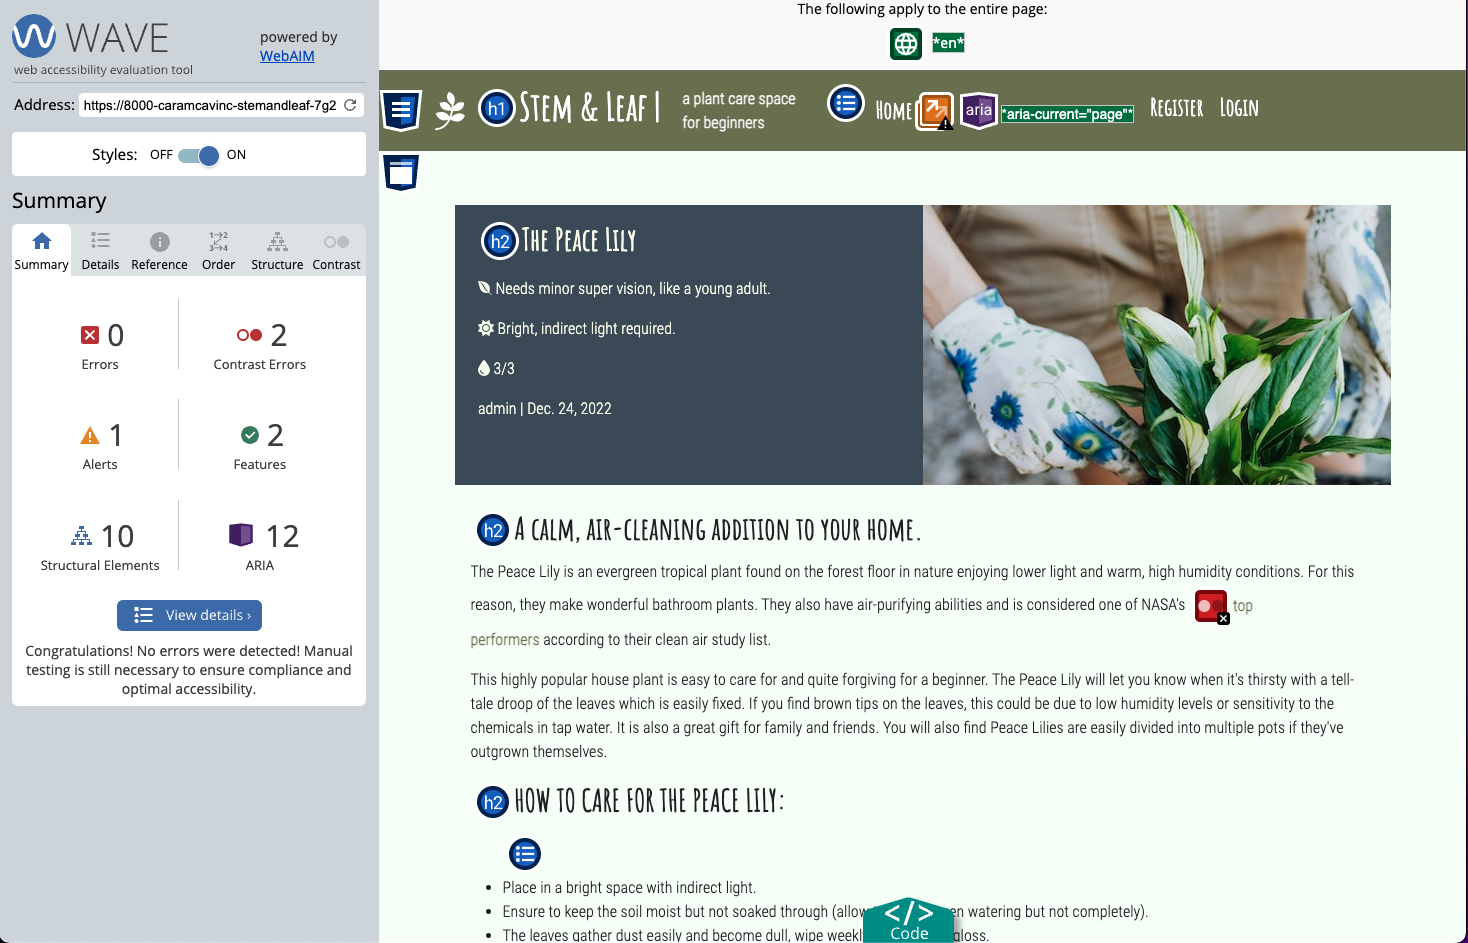 WAVE
web accessibility evaluation tool
powered by
WebAIM
Address: https://8000-caramcavinc-stemandleaf-7g2
Styles: OFF ON
Summary
Summary Details Reference Order Structure Contrast
0
Errors
2
Contrast Errors
1
Alerts
2
Features
10
Structural Elements
12
ARIA
View details ›
Congratulations! No errors were detected! Manual
testing is still necessary to ensure compliance and
optimal accessibility.
The following apply to the entire page:
*en*
h1 Stem & Leaf |
a plant care space
for beginners
Home aria *aria-current="page"* Register Login
h2 The Peace Lily
Needs minor super vision, like a young adult.
Bright, indirect light required.
3/3
admin | Dec. 24, 2022
h2 A calm, air-cleaning addition to your home.
The Peace Lily is an evergreen tropical plant found on the forest floor in nature enjoying lower light and warm, high humidity conditions. For this
reason, they make wonderful bathroom plants. They also have air-purifying abilities and is considered one of NASA's top
performers according to their clean air study list.
This highly popular house plant is easy to care for and quite forgiving for a beginner. The Peace Lily will let you know when it's thirsty with a tell-
tale droop of the leaves which is easily fixed. If you find brown tips on the leaves, this could be due to low humidity levels or sensitivity to the
chemicals in tap water. It is also a great gift for family and friends. You will also find Peace Lilies are easily divided into multiple pots if they've
outgrown themselves.
h2 HOW TO CARE FOR THE PEACE LILY:
• Place in a bright space with indirect light.
• Ensure to keep the soil moist but not soaked through (allow watering but not completely).
• The leaves gather dust easily and become dull, wipe gloss.
</> Code